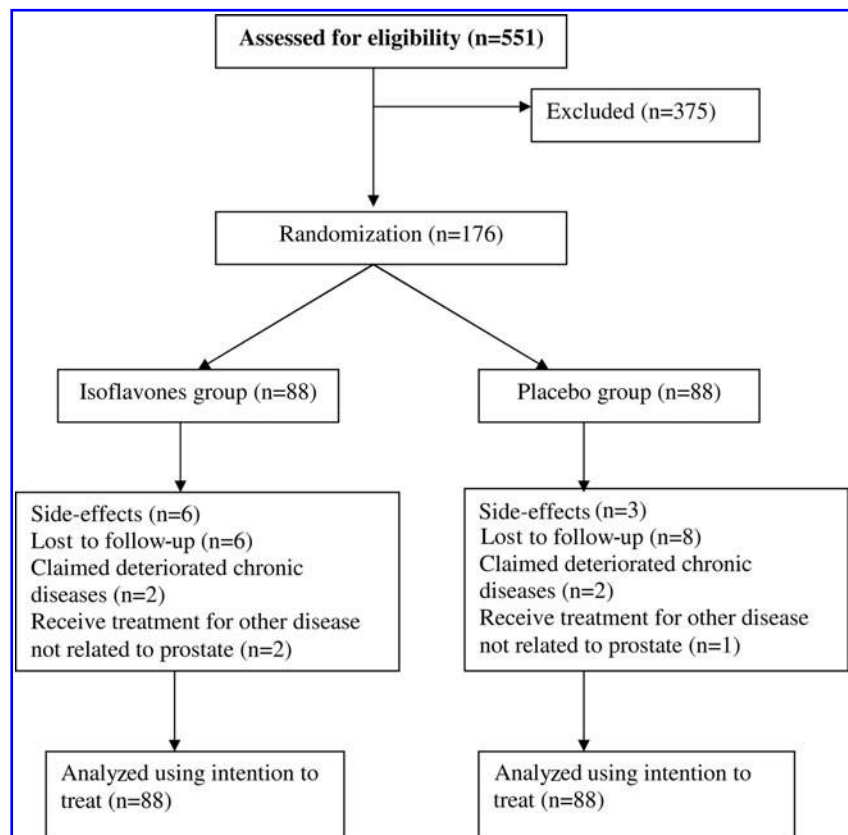 Assessed for eligibility (n=551)
Excluded (n=375)
Randomization (n=176)
Isoflavones group (n=88)
Placebo group (n=88)
Side-effects (n=6)
Lost to follow-up (n=6)
Claimed deteriorated chronic
diseases (n=2)
Receive treatment for other disease
not related to prostate (n=2)
Side-effects (n=3)
Lost to follow-up (n=8)
Claimed deteriorated chronic
diseases (n=2)
Receive treatment for other disease
not related to prostate (n=1)
Analyzed using intention to
treat (n=88)
Analyzed using intention to
treat (n=88)